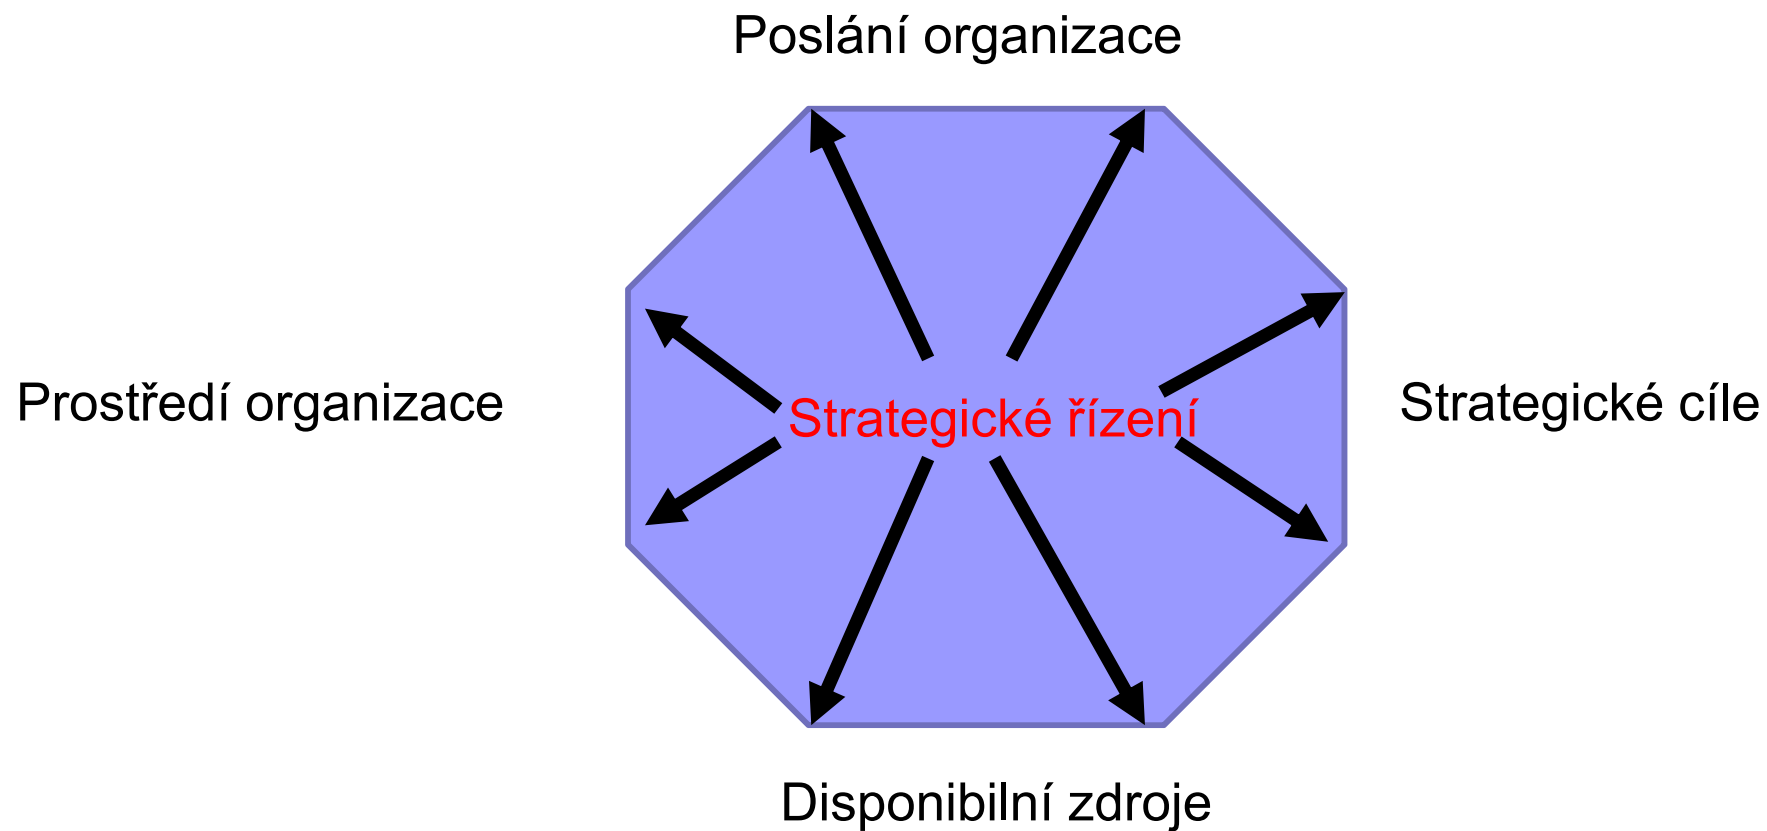 Poslání organizace
Prostředí organizace
Strategické řízení
Strategické cíle
Disponibilní zdroje